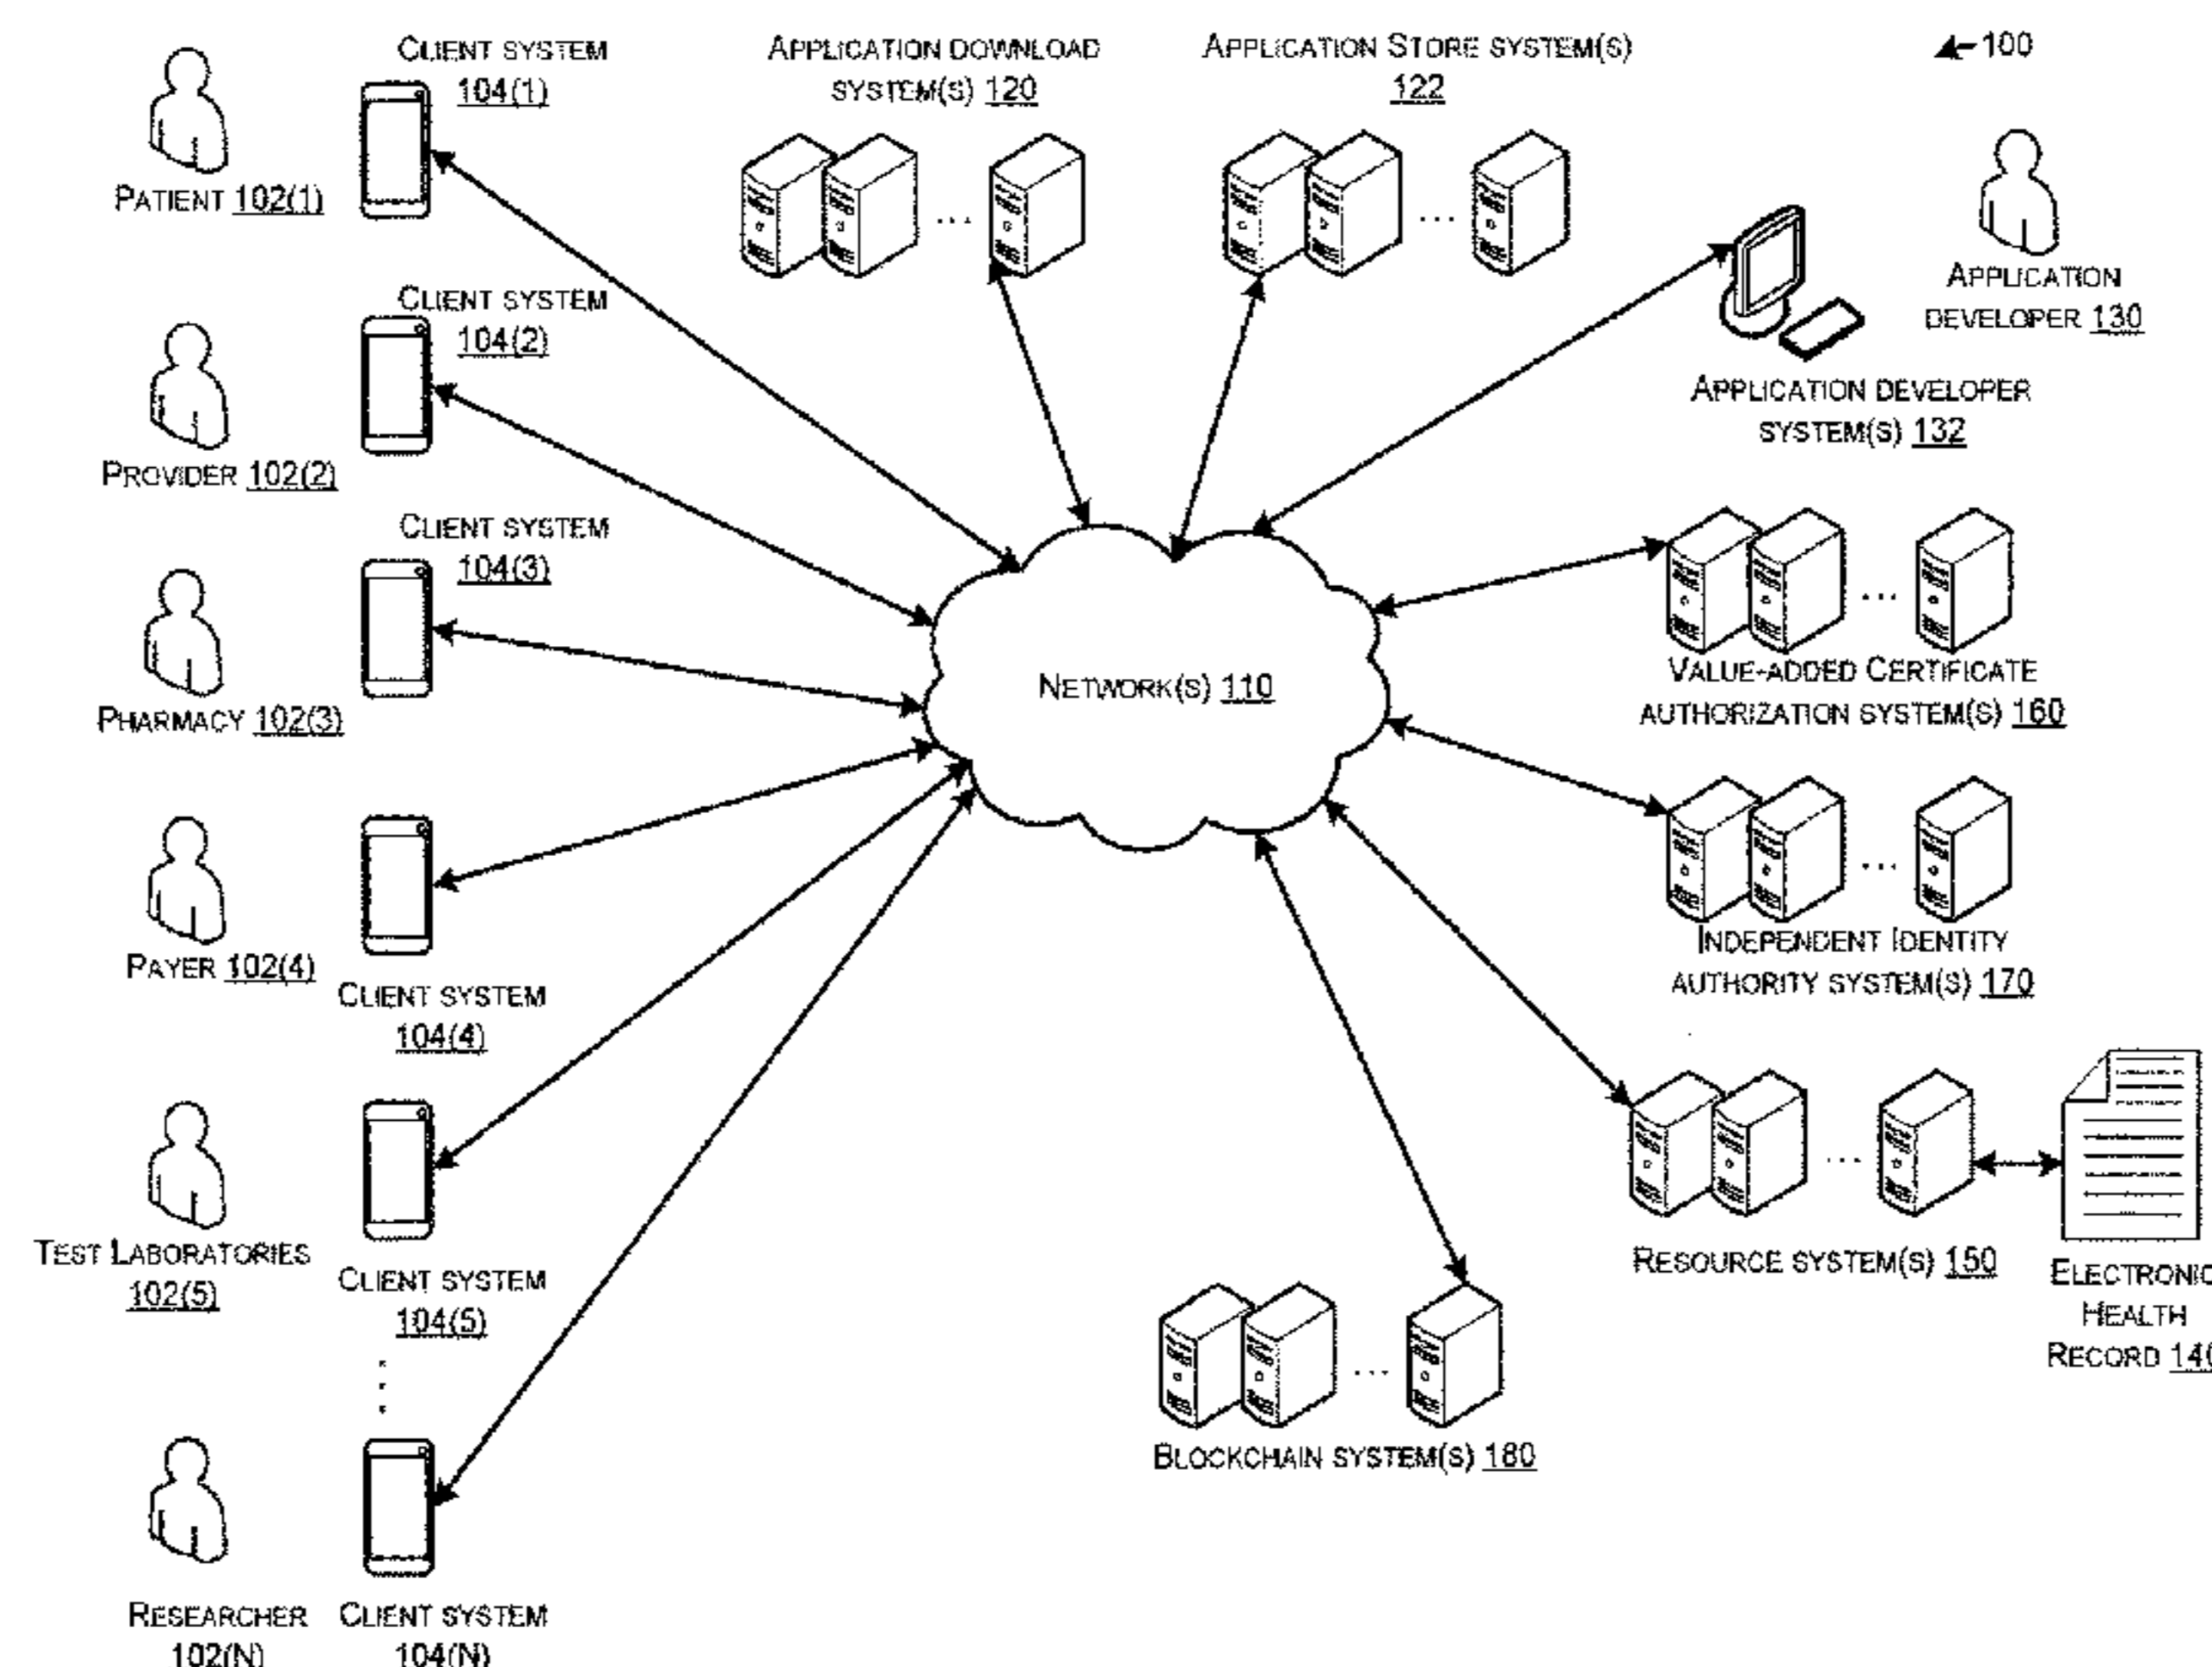 CLIENT SYSTEM
104(1)
APPLICATION DOWNLOAD
SYSTEM(S) 120
APPLICATION STORE SYSTEM(S)
122
100
PATIENT 102(1)
APPLICATION
DEVELOPER 130
CLIENT SYSTEM
104(2)
PROVIDER 102(2)
APPLICATION DEVELOPER
SYSTEM(S) 132
CLIENT SYSTEM
104(3)
PHARMACY 102(3)
NETWORK(S) 110
VALUE-ADDED CERTIFICATE
AUTHORIZATION SYSTEM(S) 160
PAYER 102(4)
CLIENT SYSTEM
104(4)
INDEPENDENT IDENTITY
AUTHORITY SYSTEM(S) 170
TEST LABORATORIES
102(5)
CLIENT SYSTEM
104(5)
RESOURCE SYSTEM(S) 150
ELECTRONIC
HEALTH
RECORD 140
BLOCKCHAIN SYSTEM(S) 180
RESEARCHER
102(N)
CLIENT SYSTEM
104(N)